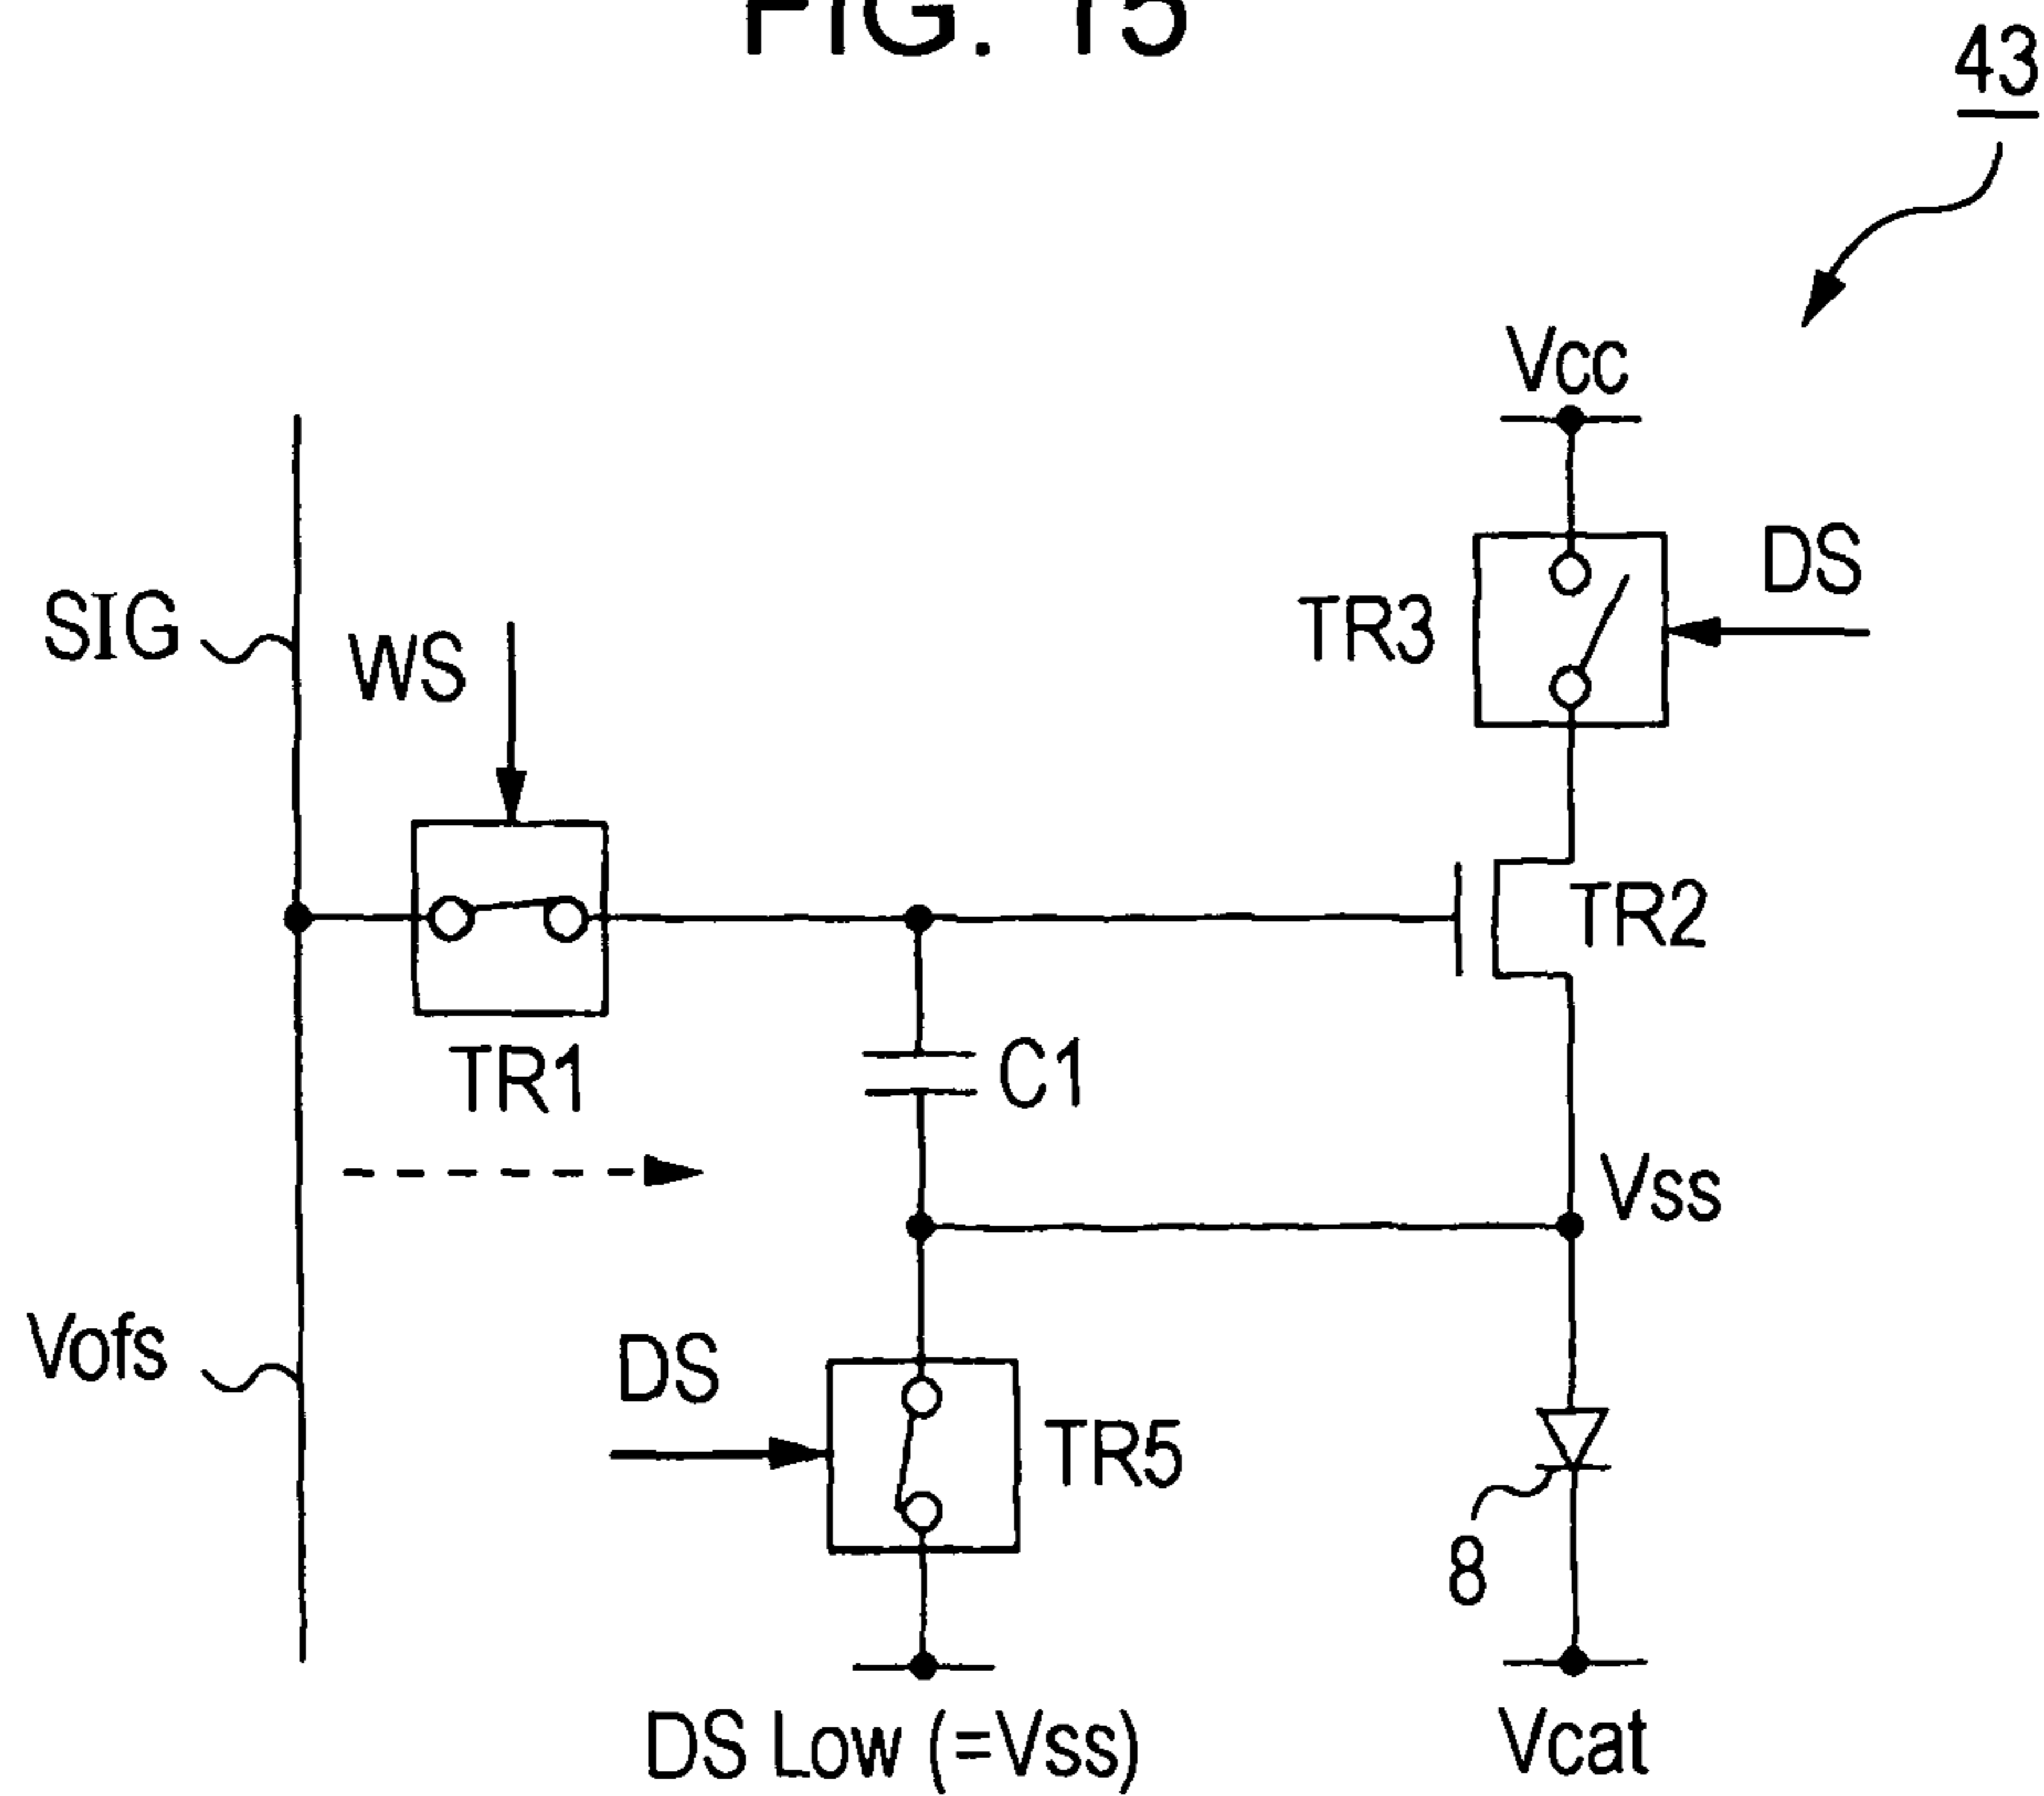 FIG. 15
43
Vcc
DS
TR3
SIG
WS
TR2
TR1
C1
Vss
Vofs
DS
TR5
8
DS Low (=Vss)
Vcat